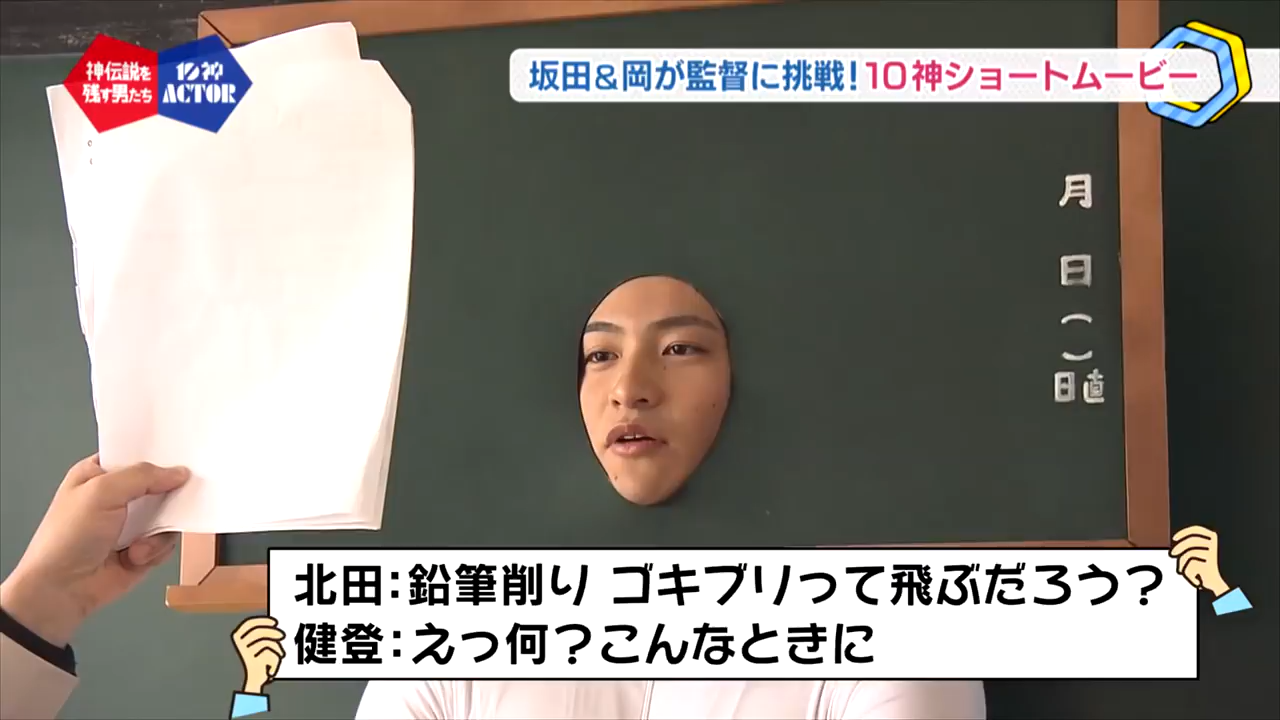 神伝説を
残す男たち
10神
ACTOR
坂田&岡が監督に挑戦!10神ショートムービー
月
日
( )
日直
北田:鉛筆削り ゴキブリって飛ぶだろう?
健登:えっ何?こんなときに